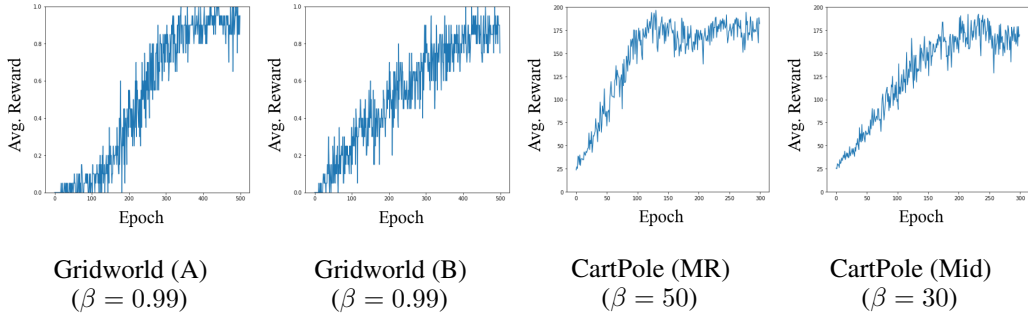 Avg. Reward
1.0
0.8
0.6
0.4
0.2
0.0
0 100 200 300 400 500
Epoch
Gridworld (A)
(β = 0.99)
Avg. Reward
1.0
0.8
0.6
0.4
0.2
0.0
0 100 200 300 400 500
Epoch
Gridworld (B)
(β = 0.99)
Avg. Reward
200
175
150
125
100
75
50
25
0
0 50 100 150 200 250 300
Epoch
CartPole (MR)
(β = 50)
Avg. Reward
200
175
150
125
100
75
50
25
0
0 50 100 150 200 250 300
Epoch
CartPole (Mid)
(β = 30)